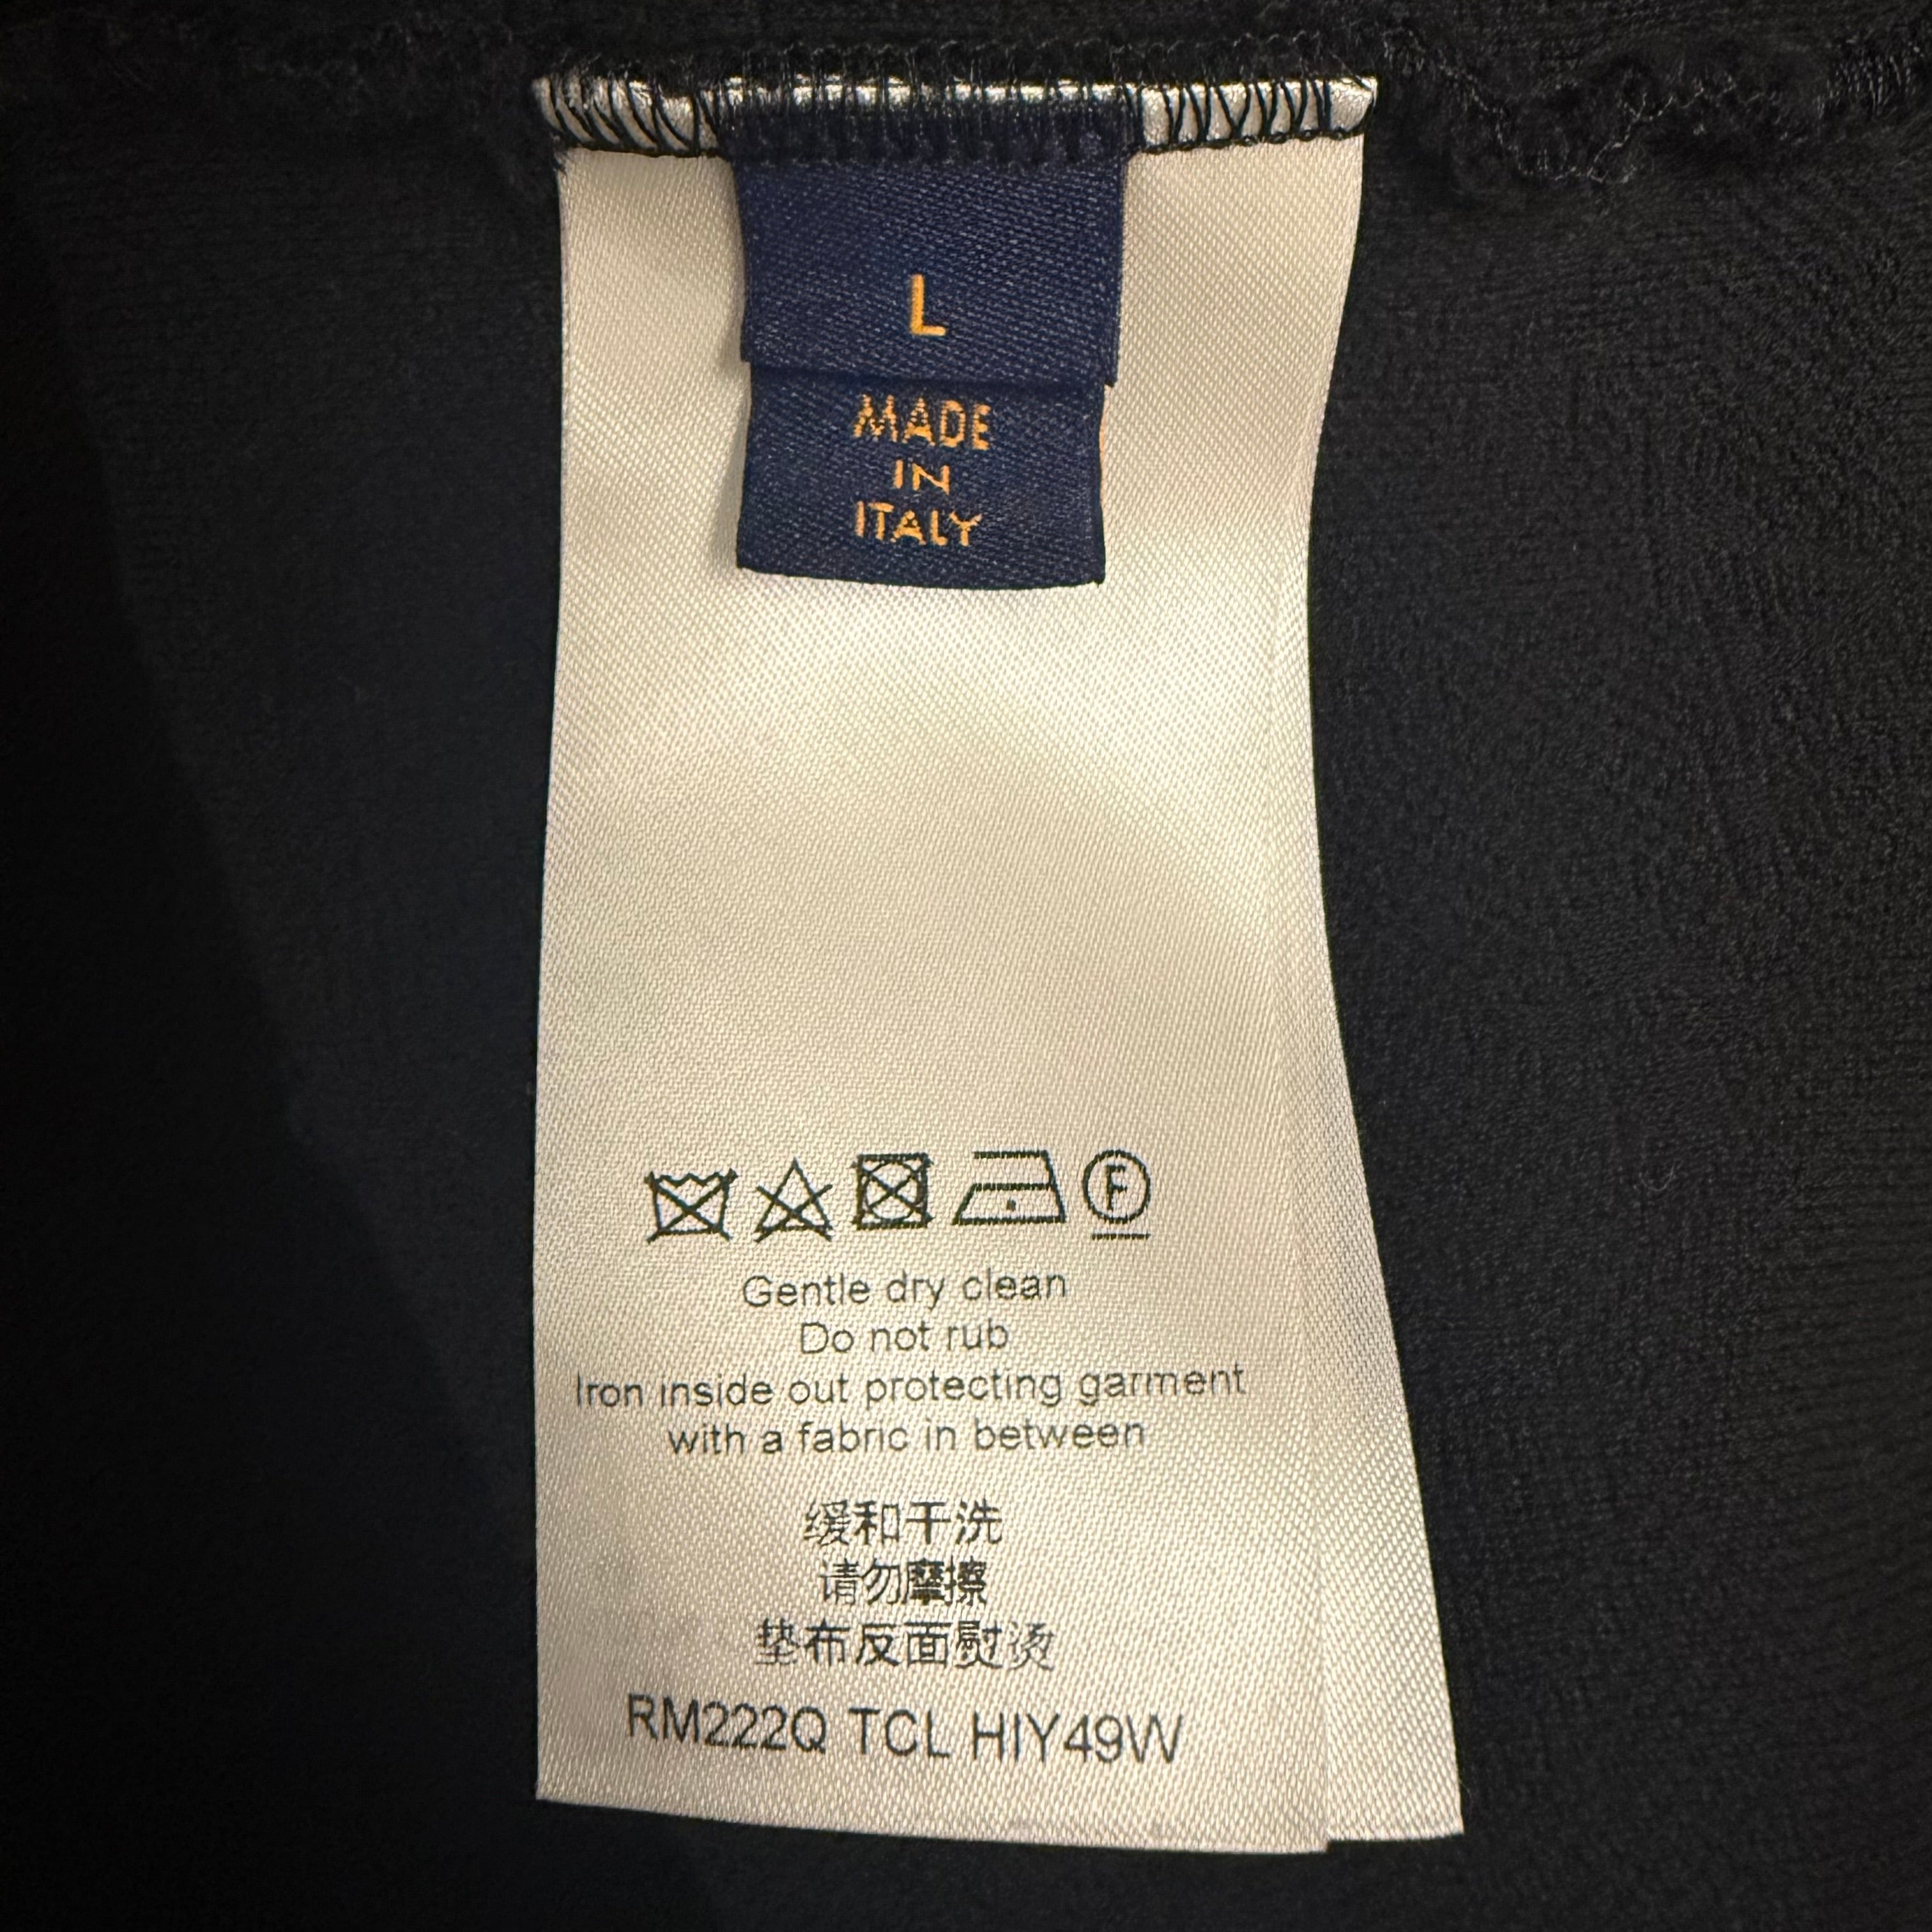 L
MADE
IN
ITALY
F
Gentle dry clean
Do not rub
Iron inside out protecting garment
with a fabric in between
缓和干洗
请勿摩擦
垫布反面熨烫
RM222Q TCL HIY49W